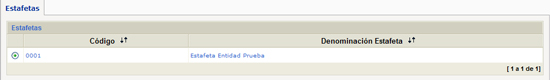 Estafetas
Estafetas
Código Denominación Estafeta
0001 Estafeta Entidad Prueba
[ 1 a 1 de 1]